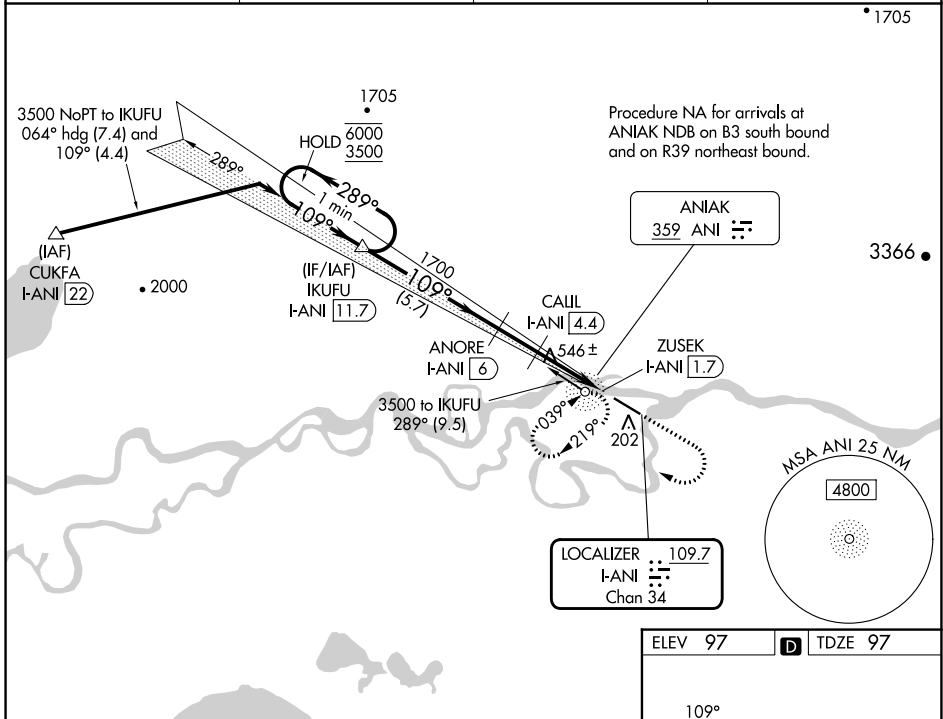 1705
3500 NoPT to IKUFU
064° hdg (7.4) and
109° (4.4)
1705
HOLD
6000
3500
Procedure NA for arrivals at
ANIAK NDB on B3 south bound
and on R39 northeast bound.
289°
289°
1 min
109°
ANIAK
359 ANI
3366
(IAF)
CUKFA
I-ANI 22
2000
(IF/IAF)
IKUFU
I-ANI 11.7
1700
109°
(5.7)
CALIL
I-ANI 4.4
546 ±
ANORE
I-ANI 6
ZUSEK
I-ANI 1.7
3500 to IKUFU
289° (9.5)
039°
219°
202
MSA ANI 25 NM
4800
LOCALIZER 109.7
I-ANI
Chan 34
ELEV 97 D TDZE 97
109°